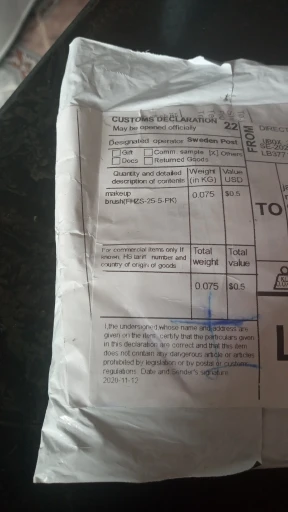 CUSTOMS DECLARATION
May be opened officially 22
Designated operator Sweden Post
Gift Comm. sample [X] Others
Docs Returned Goods
Quantity and detailed description of contents
Weight (in KG)
Value USD
makeup
brush(FHZS-25 5-PK)
0.075 $0.5
For commercial items only If
known, HS tariff number and
country of origin of goods
Total weight
Total value
0.075 $0.5
I,the undersigned,whose name and address are
given on the item, certify that the particulars given
in this declaration are correct and that this item
does not contain any dangerous article or articles
prohibited by legislation or by postal or customs
regulations. Date and sender's signature
2020-11-12
FROM
TO